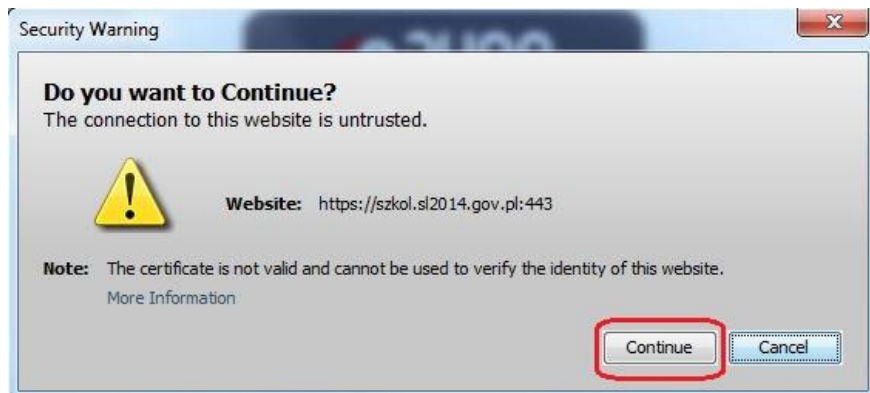 Security Warning
Do you want to Continue?
The connection to this website is untrusted.
Website: https://szkol.sl2014.gov.pl:443
Note: The certificate is not valid and cannot be used to verify the identity of this website.
More Information
Continue Cancel